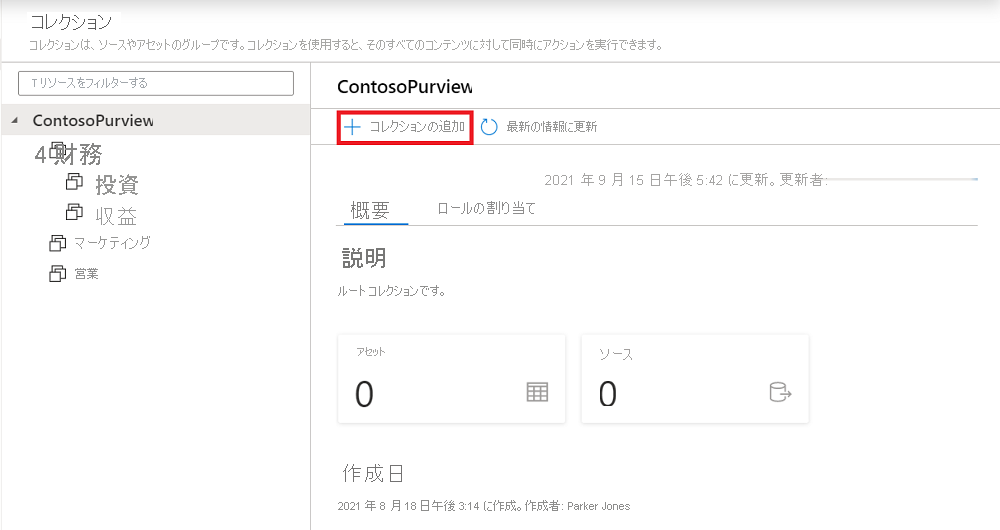 コレクション
コレクションは、ソースやアセットのグループです。コレクションを使用すると、そのすべてのコンテンツに対して同時にアクションを実行できます。
T リソースをフィルターする
ContosoPurview
4 財務
投資
収益
マーケティング
営業
ContosoPurview
コレクションの追加 最新の情報に更新
2021 年 9 月 15 日午後 5:42 に更新。更新者:
概要 ロールの割り当て
説明
ルート コレクションです。
アセット ソース
0 0
作成日
2021 年 8 月 18 日午後 3:14 に作成。作成者: Parker Jones